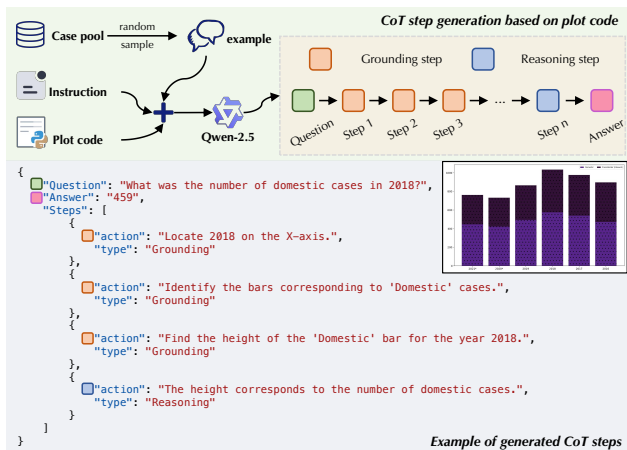 CoT step generation based on plot code
Case pool
random
sample
example
Instruction
Plot code
Qwen-2.5
Grounding step
Reasoning step
...
Question
Step 1
Step 2
Step 3
Step n
Answer
{
"Question": "What was the number of domestic cases in 2018?",
"Answer": "459",
"Steps": [
{
"action": "Locate 2018 on the X-axis.",
"type": "Grounding"
},
{
"action": "Identify the bars corresponding to 'Domestic' cases.",
"type": "Grounding"
},
{
"action": "Find the height of the 'Domestic' bar for the year 2018.",
"type": "Grounding"
},
{
"action": "The height corresponds to the number of domestic cases.",
"type": "Reasoning"
}
]
}
Example of generated CoT steps